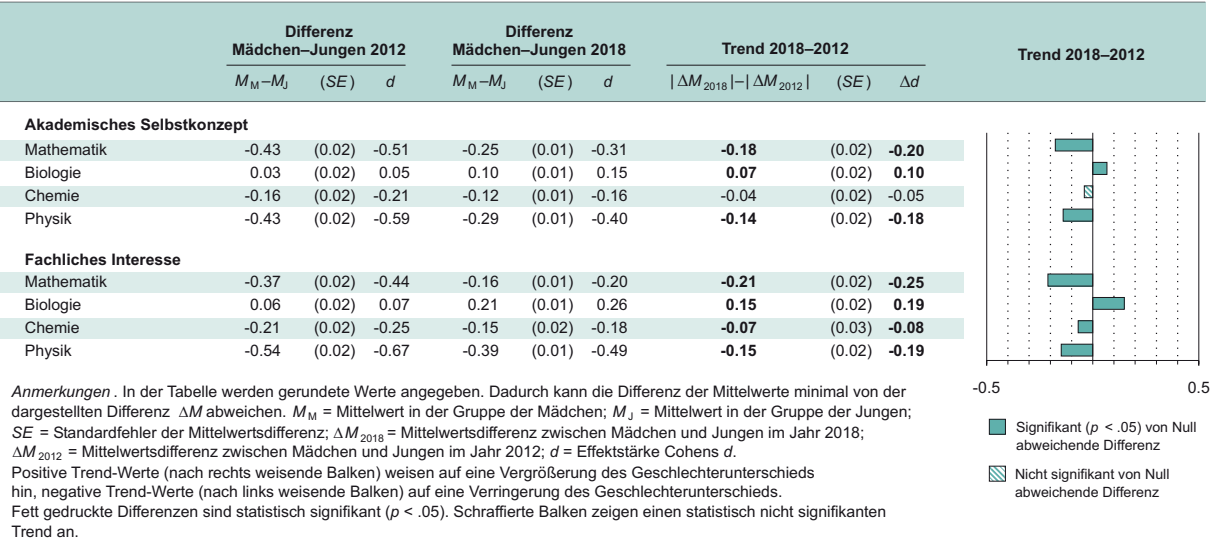 Differenz Mädchen–Jungen 2012 Differenz Mädchen–Jungen 2018 Trend 2018–2012 Trend 2018–2012
M M–M J (SE) d M M–M J (SE) d |ΔM 2018|–|ΔM 2012| (SE) Δd
Akademisches Selbstkonzept
Mathematik -0.43 (0.02) -0.51 -0.25 (0.01) -0.31 -0.18 (0.02) -0.20
Biologie 0.03 (0.02) 0.05 0.10 (0.01) 0.15 0.07 (0.02) 0.10
Chemie -0.16 (0.02) -0.21 -0.12 (0.01) -0.16 -0.04 (0.02) -0.05
Physik -0.43 (0.02) -0.59 -0.29 (0.01) -0.40 -0.14 (0.02) -0.18
Fachliches Interesse
Mathematik -0.37 (0.02) -0.44 -0.16 (0.01) -0.20 -0.21 (0.02) -0.25
Biologie 0.06 (0.02) 0.07 0.21 (0.01) 0.26 0.15 (0.02) 0.19
Chemie -0.21 (0.02) -0.25 -0.15 (0.02) -0.18 -0.07 (0.03) -0.08
Physik -0.54 (0.02) -0.67 -0.39 (0.01) -0.49 -0.15 (0.02) -0.19
-0.5 0.5
Signifikant (p < .05) von Null
abweichende Differenz
Nicht signifikant von Null
abweichende Differenz
Anmerkungen. In der Tabelle werden gerundete Werte angegeben. Dadurch kann die Differenz der Mittelwerte minimal von der
dargestellten Differenz ΔM abweichen. M M = Mittelwert in der Gruppe der Mädchen; M J = Mittelwert in der Gruppe der Jungen;
SE = Standardfehler der Mittelwertsdifferenz; ΔM 2018 = Mittelwertsdifferenz zwischen Mädchen und Jungen im Jahr 2018;
ΔM 2012 = Mittelwertsdifferenz zwischen Mädchen und Jungen im Jahr 2012; d = Effektstärke Cohens d.
Positive Trend-Werte (nach rechts weisende Balken) weisen auf eine Vergrößerung des Geschlechterunterschieds
hin, negative Trend-Werte (nach links weisende Balken) auf eine Verringerung des Geschlechterunterschieds.
Fett gedruckte Differenzen sind statistisch signifikant (p < .05). Schraffierte Balken zeigen einen statistisch nicht signifikanten
Trend an.